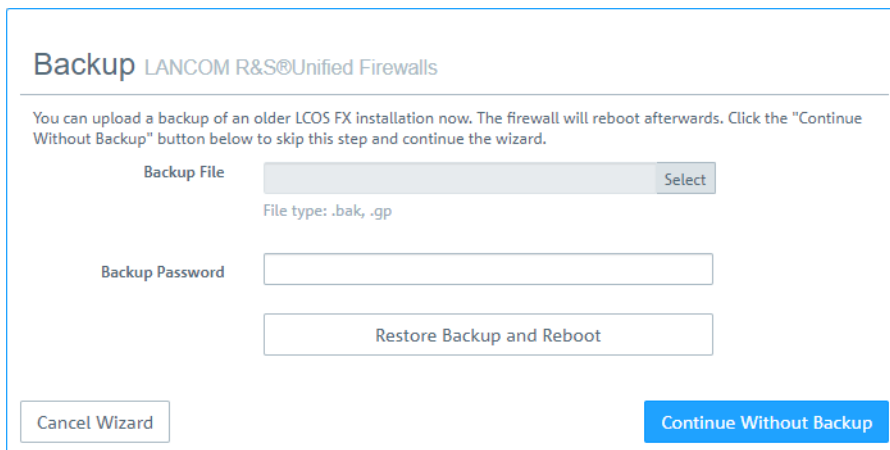 Backup LANCOM R&S®Unified Firewalls
You can upload a backup of an older LCOS FX installation now. The firewall will reboot afterwards. Click the "Continue
Without Backup" button below to skip this step and continue the wizard.
Backup File
Select
File type: .bak, .gp
Backup Password
Restore Backup and Reboot
Cancel Wizard
Continue Without Backup